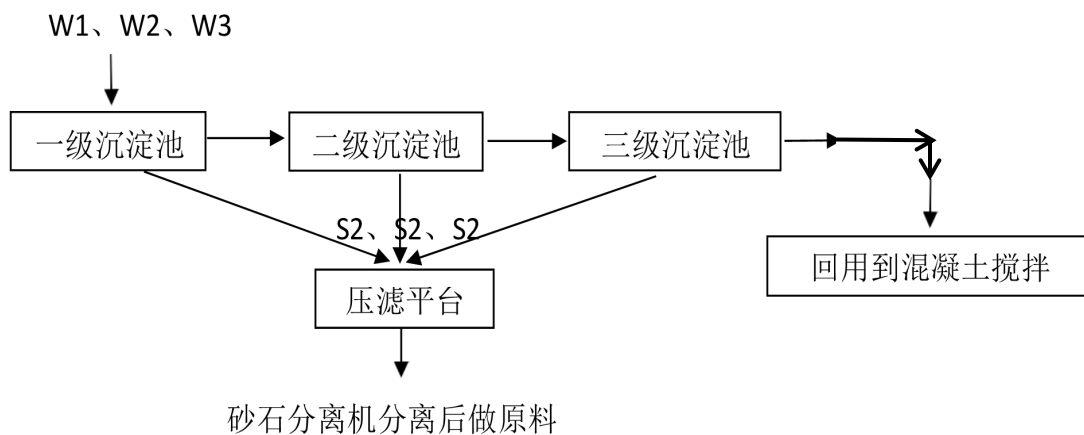 W1、W2、W3
一级沉淀池
二级沉淀池
三级沉淀池
S2、S2、S2
回用到混凝土搅拌
压滤平台
砂石分离机分离后做原料